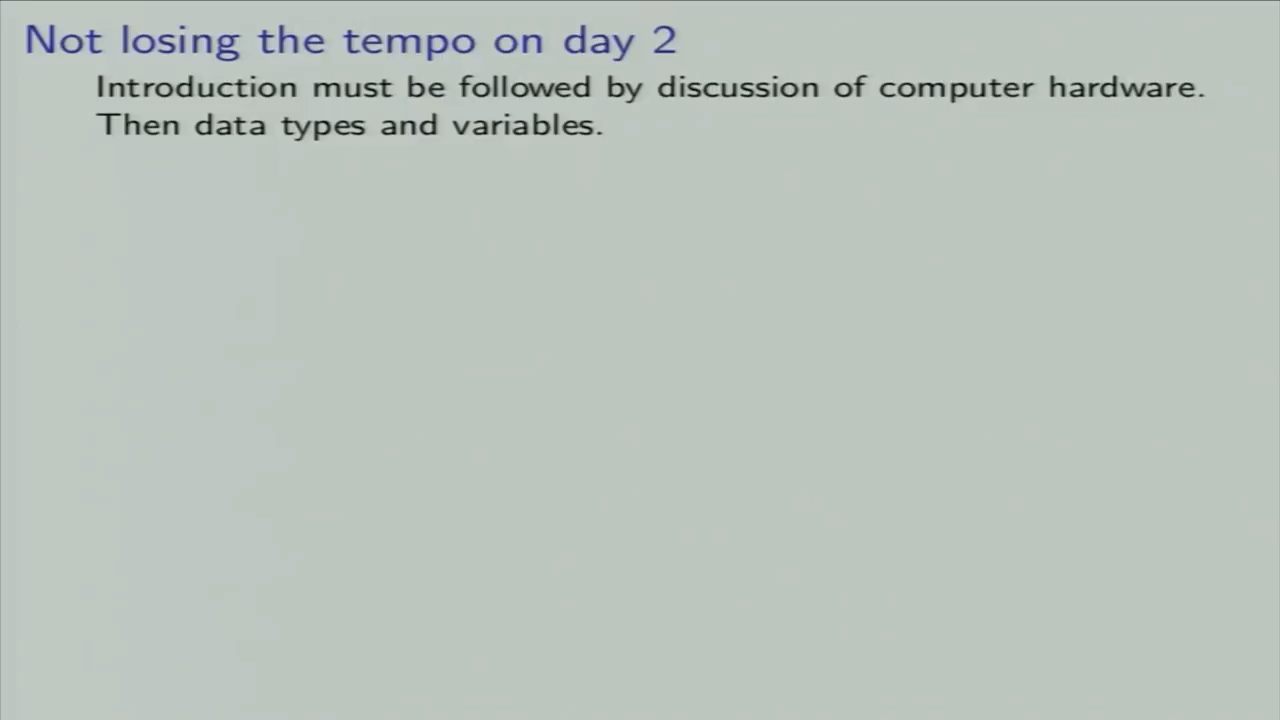 Not losing the tempo on day 2
Introduction must be followed by discussion of computer hardware.
Then data types and variables.